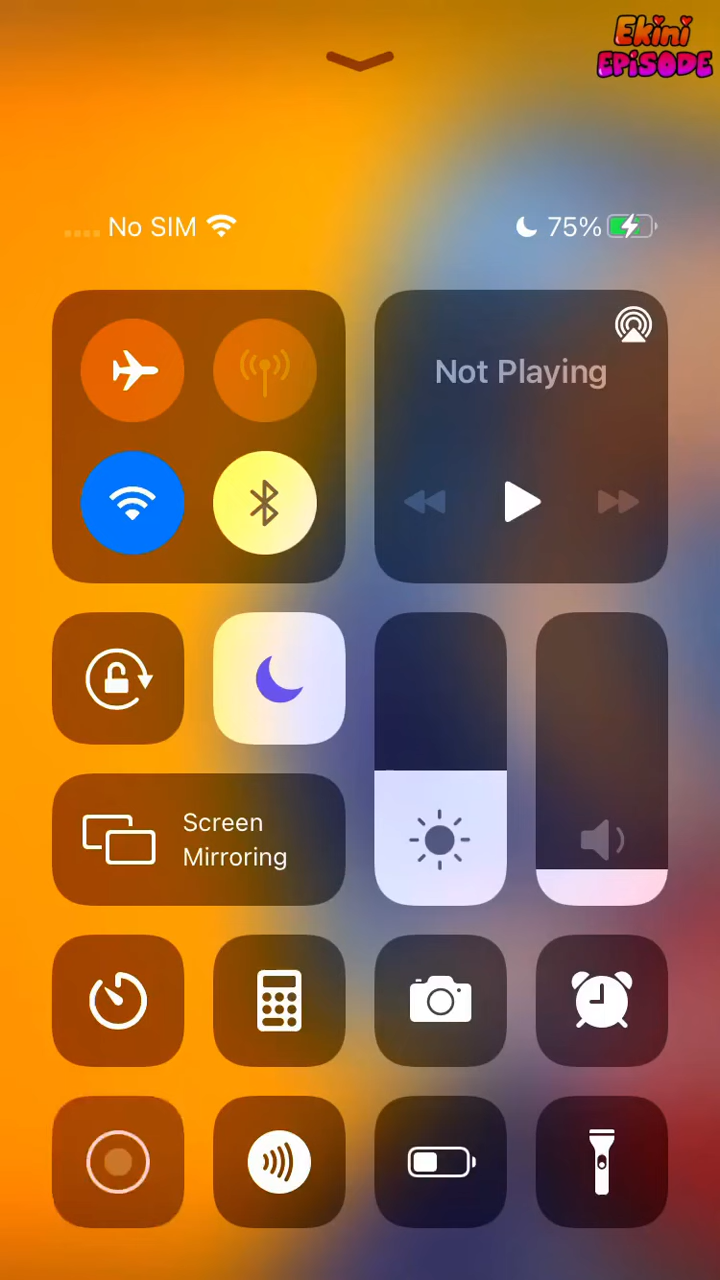 Ekini
EPiSODE
No SIM
75%
Not Playing
Screen
Mirroring